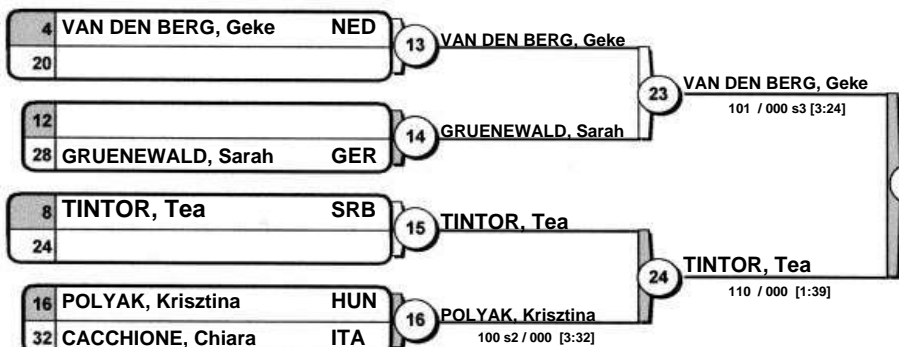 4 VAN DEN BERG, Geke NED
20
13 VAN DEN BERG, Geke
12
28 GRUENEWALD, Sarah GER
14 GRUENEWALD, Sarah
23 VAN DEN BERG, Geke
101 / 000 s3 [3:24]
8 TINTOR, Tea SRB
24
15 TINTOR, Tea
16 POLYAK, Krisztina HUN
32 CACCHIONE, Chiara ITA
16 POLYAK, Krisztina
100 s2 / 000 [3:32]
24 TINTOR, Tea
110 / 000 [1:39]